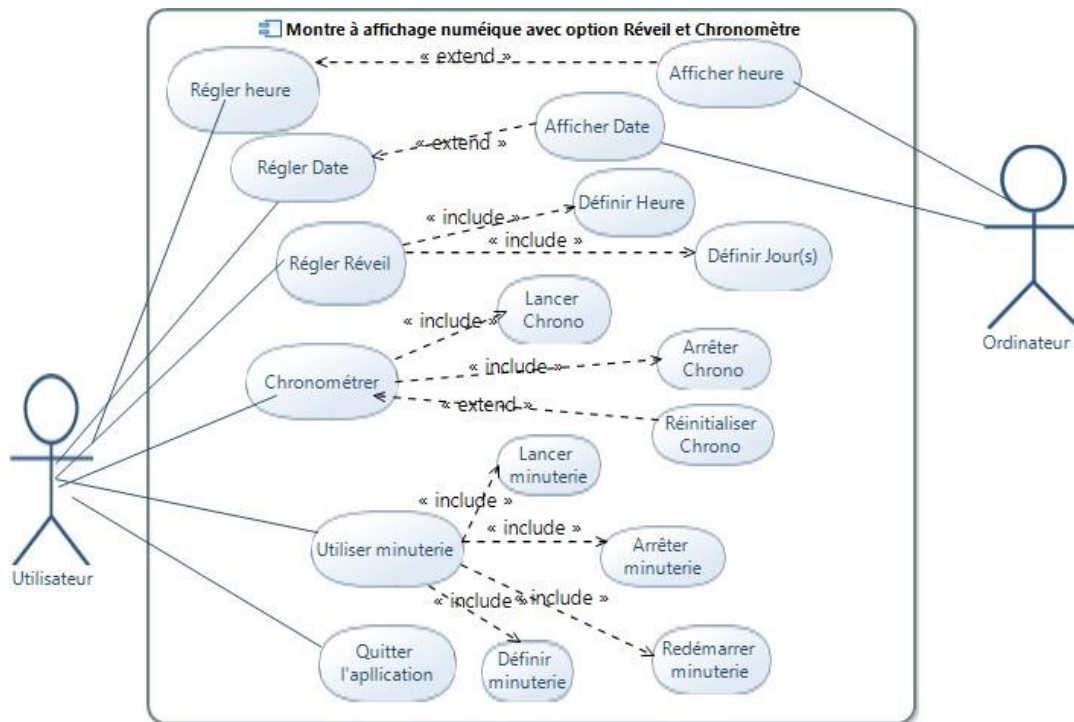 Montre à affichage numéique avec option Réveil et Chronomètre
« extend »
Régler heure
Afficher heure
Afficher Date
« extend »
Régler Date
Définir Heure
« include »
« include »
Régler Réveil
Définir Jour(s)
Lancer
Chrono
« include »
Arrêter
Chrono
« include »
Chronométrer
« extend »
Réinitialiser
Chrono
Ordinateur
Lancer
minuterie
« include »
« include »
Utiliser minuterie
Arrêter
minuterie
Utilisateur
« include »
« include »
Quitter
l'apllication
Définir
minuterie
Redémarrer
minuterie